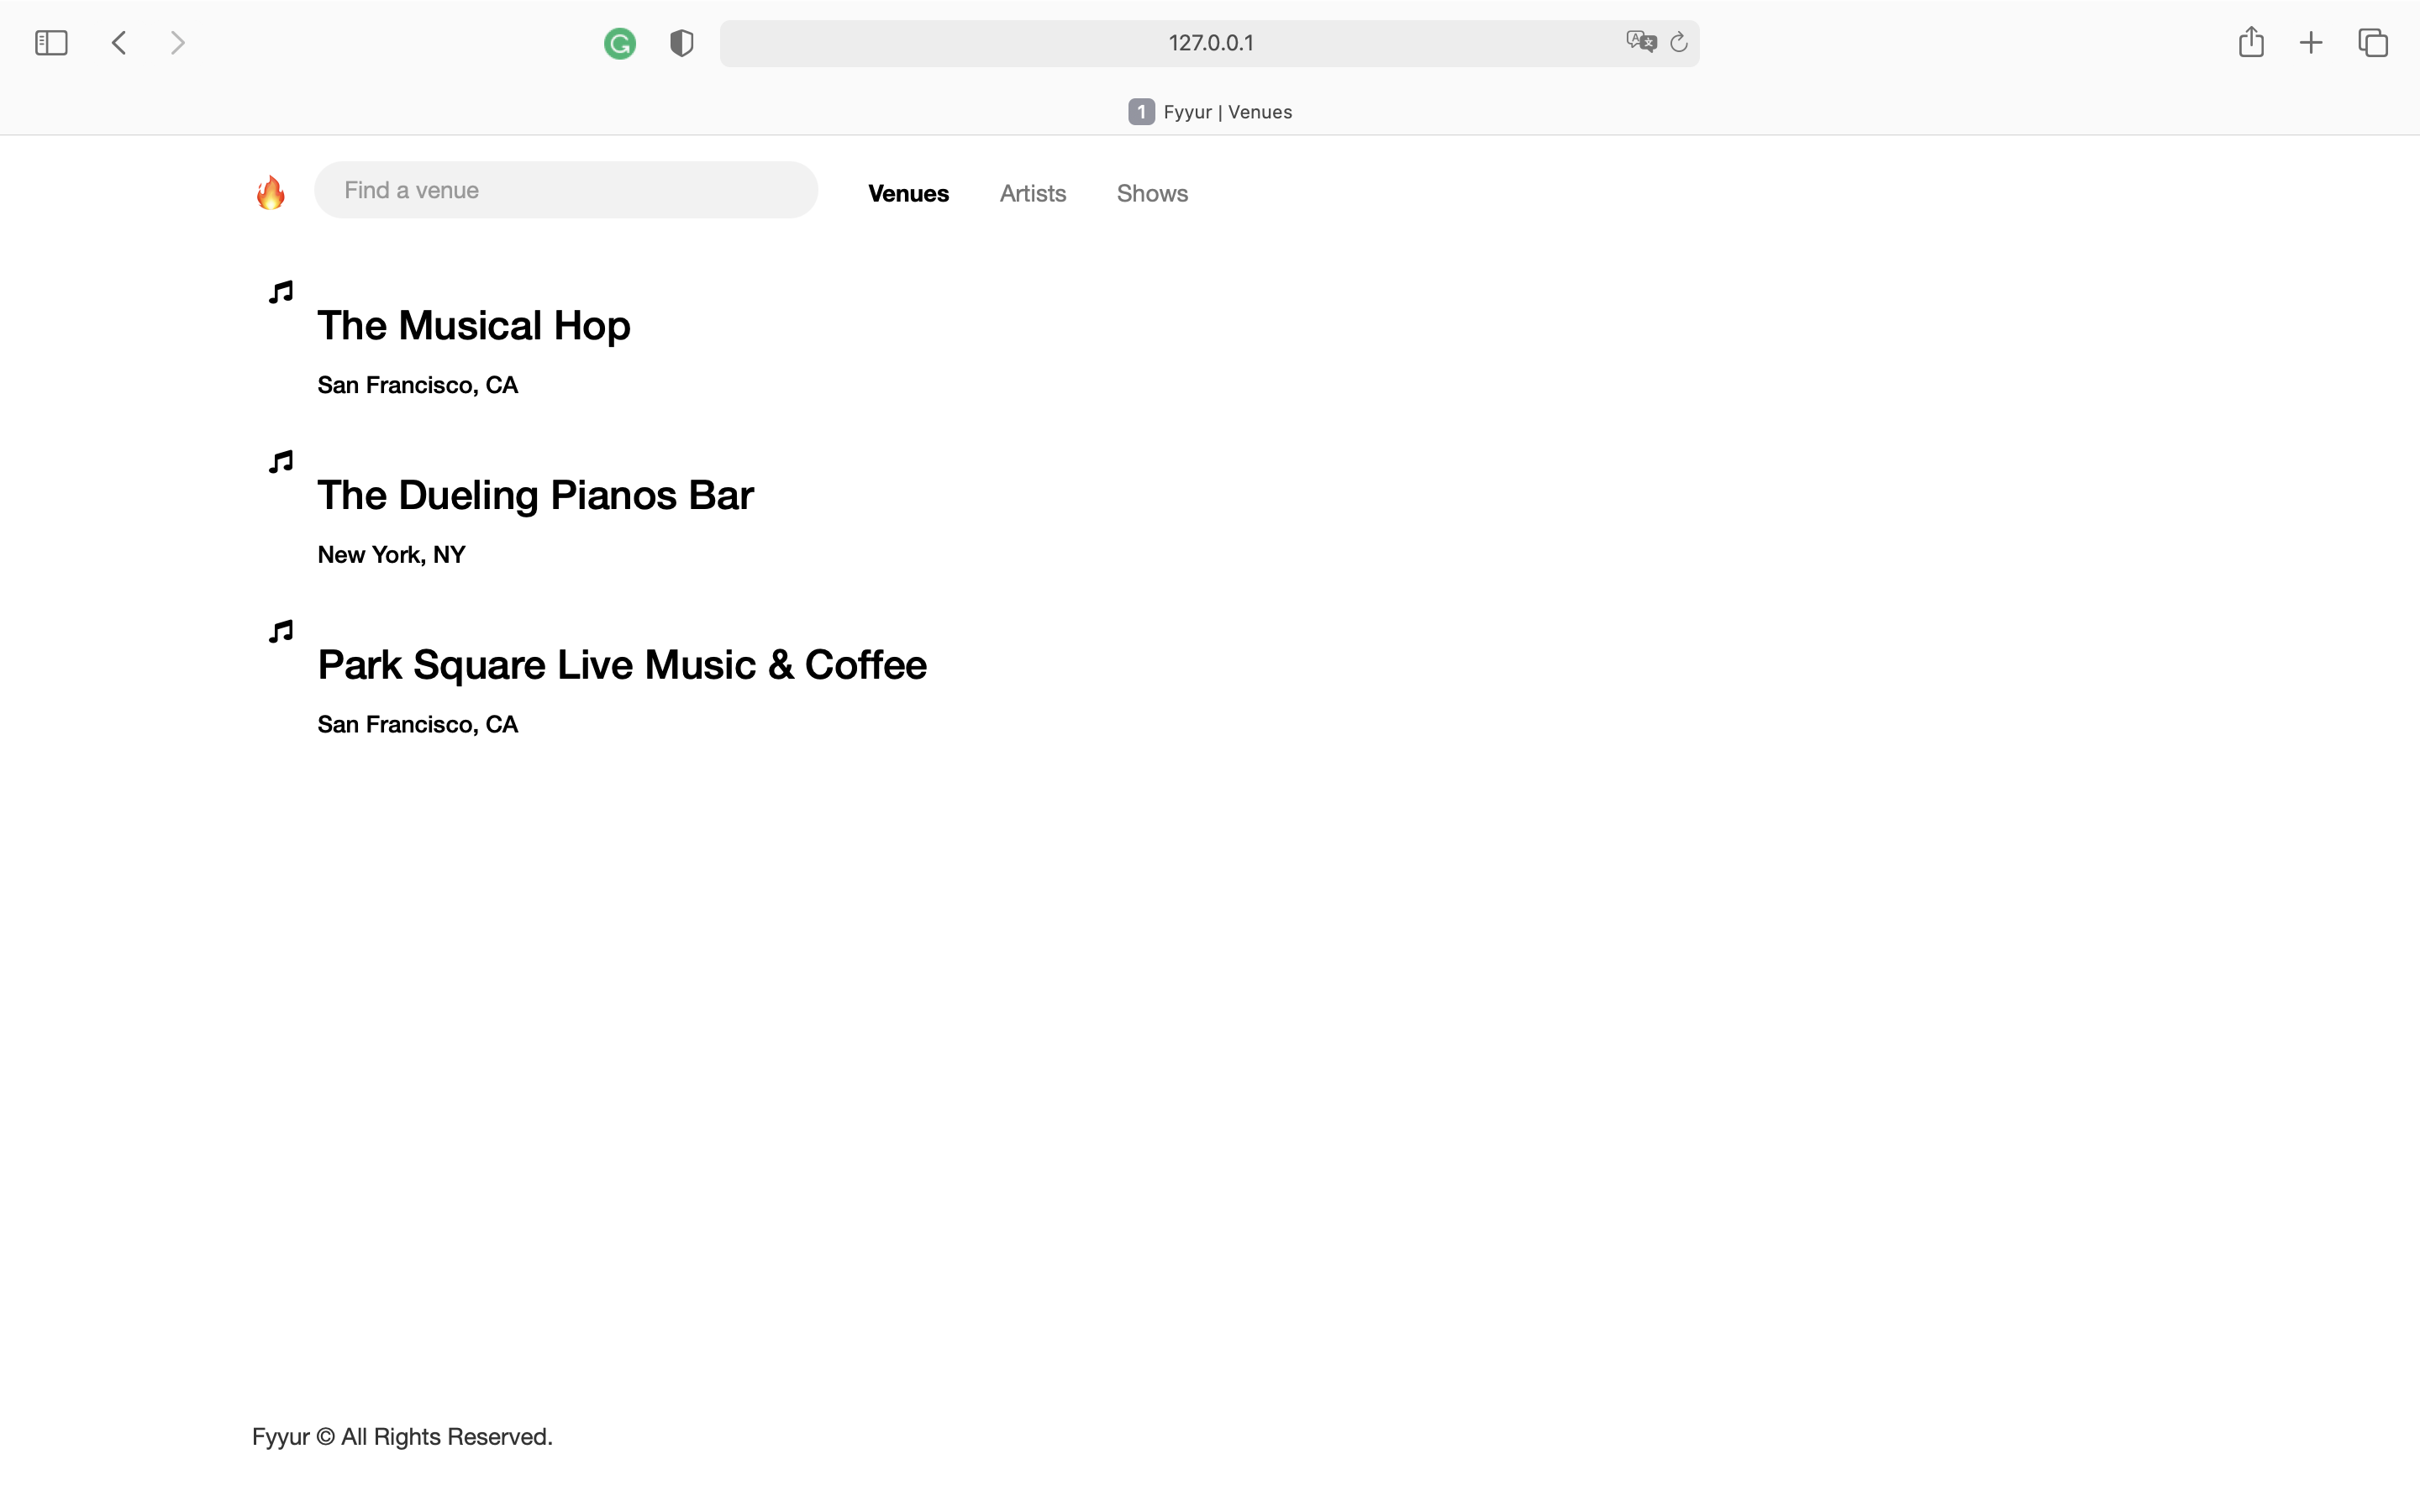 127.0.0.1
1 Fyyur | Venues
Find a venue
Venues Artists Shows
The Musical Hop
San Francisco, CA
The Dueling Pianos Bar
New York, NY
Park Square Live Music & Coffee
San Francisco, CA
Fyyur © All Rights Reserved.